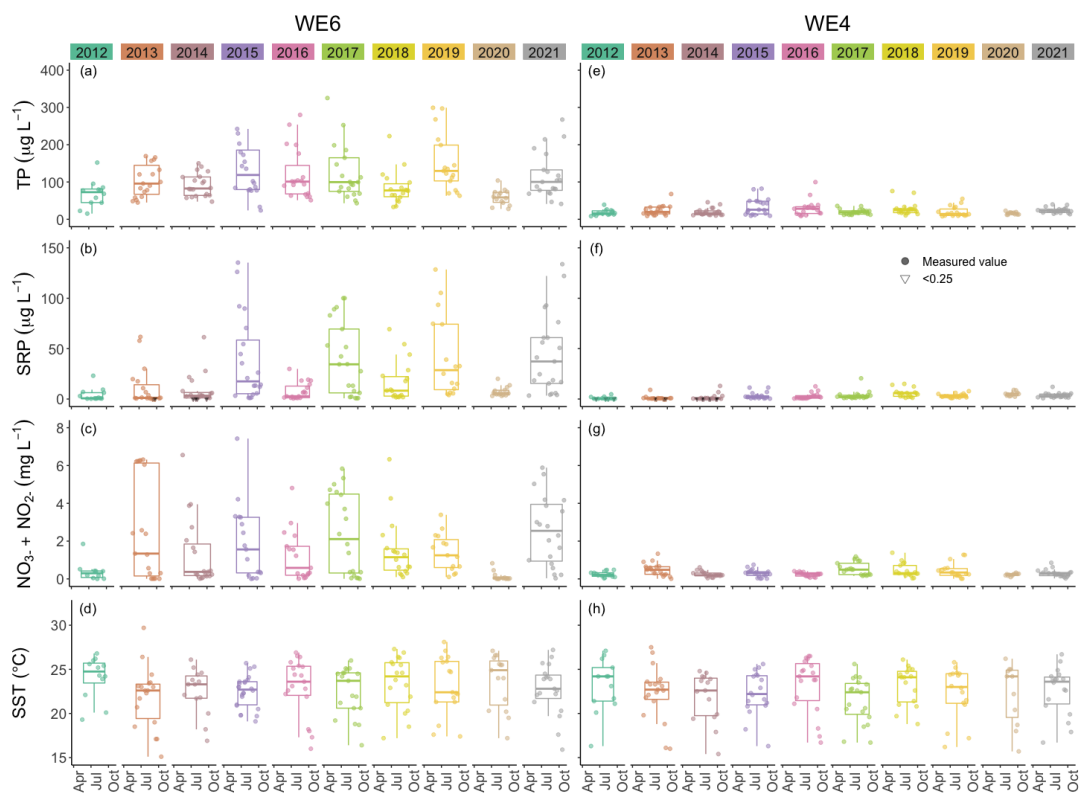 WE6 WE4
2012 2013 2014 2015 2016 2017 2018 2019 2020 2021 2012 2013 2014 2015 2016 2017 2018 2019 2020 2021
TP (µg L⁻¹)
400
300
200
100
0
(a) (e)
SRP (µg L⁻¹)
150
100
50
0
(b) (f)
Measured value
<0.25
NO₃₋ + NO₂₋ (mg L⁻¹)
8
6
4
2
0
(c) (g)
SST (°C)
30
25
20
15
(d) (h)
Apr Jul Oct Apr Jul Oct Apr Jul Oct Apr Jul Oct Apr Jul Oct Apr Jul Oct Apr Jul Oct Apr Jul Oct Apr Jul Oct Apr Jul Oct Apr Jul Oct Apr Jul Oct Apr Jul Oct Apr Jul Oct Apr Jul Oct Apr Jul Oct Apr Jul Oct Apr Jul Oct Apr Jul Oct Apr Jul Oct